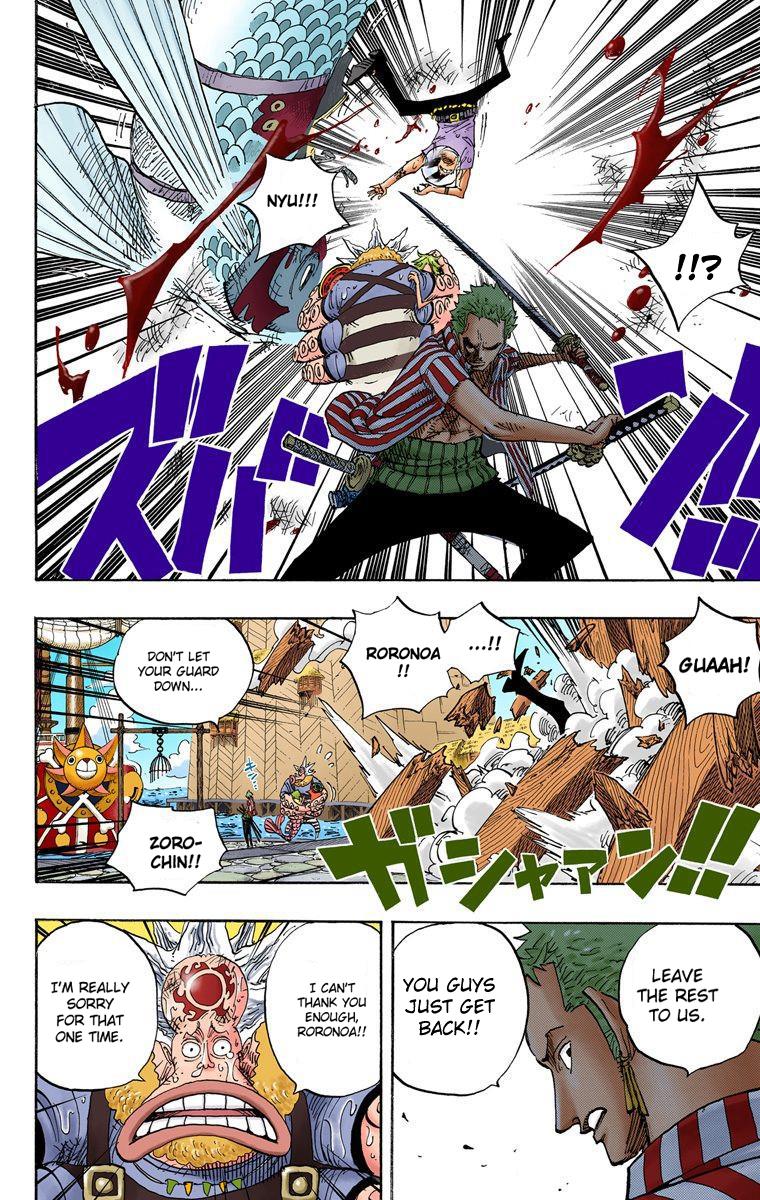 !!?
NYU!!!
ズバン!!
GUAAH!
...!!
RORONOA
!!
DON'T LET
YOUR GUARD
DOWN...
ZORO-
CHIN!!
ガシャアン!!
LEAVE
THE REST
TO US.
YOU GUYS
JUST GET
BACK!!
I CAN'T
THANK YOU
ENOUGH,
RORONOA!!
I'M REALLY
SORRY
FOR THAT
ONE TIME.